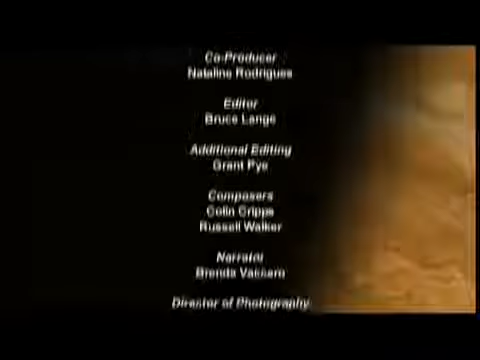 Co-Producer
Nataline Rodrigues
Editor
Bruce Lange
Additional Editing
Grant Pye
Composers
Colin Cripps
Russell Walker
Narrator
Brenda Vaccaro
Director of Photography